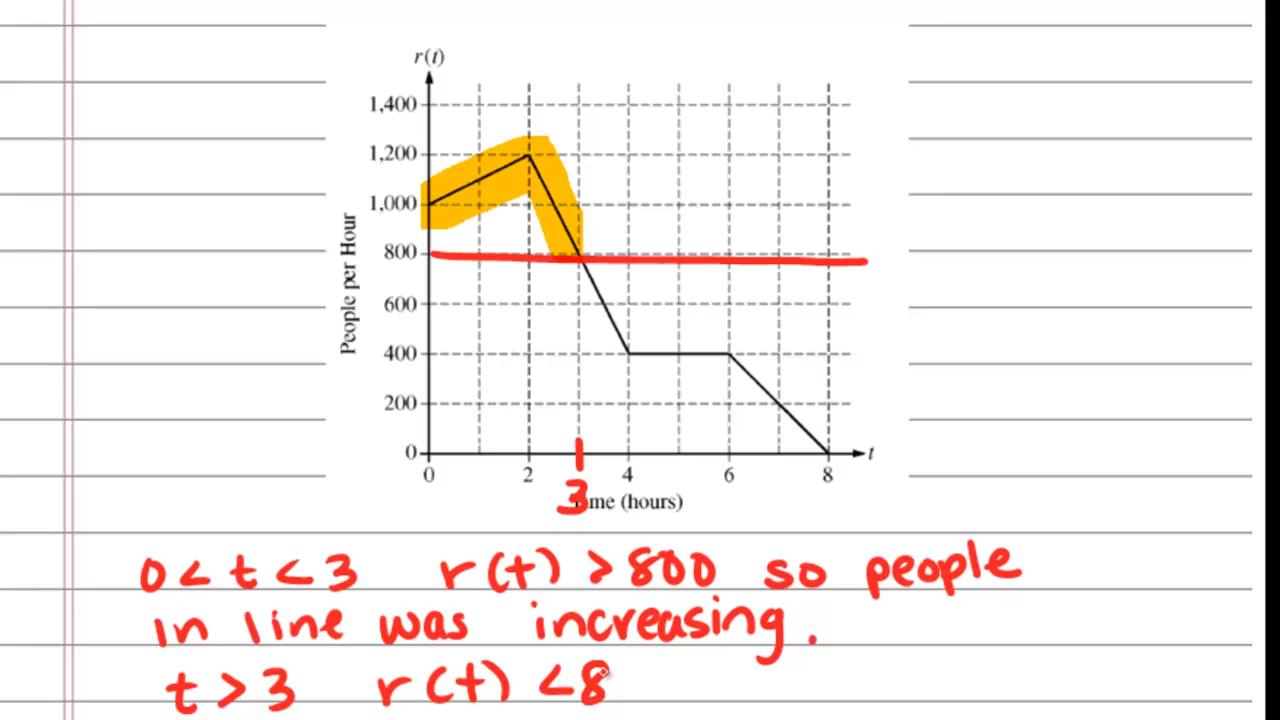 r(t)
1,400
1,200
1,000
800
600
400
200
0
People per Hour
0 2 4 6 8 t
3
(hours)
0 < t < 3 r(t) > 800 so people
in line was increasing.
t > 3 r(t) < 8